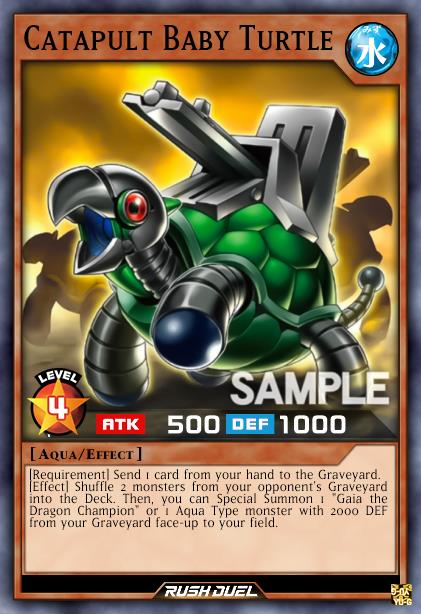 Catapult Baby Turtle
みず
水
SAMPLE
LEVEL
4
ATK 500 DEF 1000
[Aqua/Effect]
[Requirement] Send 1 card from your hand to the Graveyard.
[Effect] Shuffle 2 monsters from your opponent's Graveyard
into the Deck. Then, you can Special Summon 1 "Gaia the
Dragon Champion" or 1 Aqua Type monster with 2000 DEF
from your Graveyard face-up to your field.
RUSH DUEL